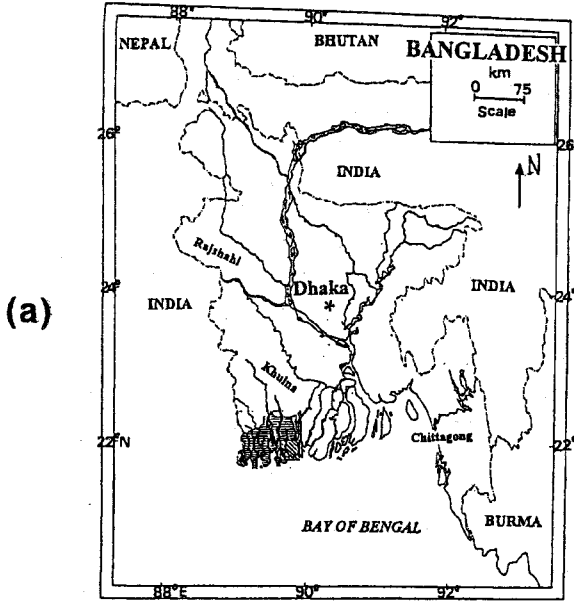 88°
90°
92°
NEPAL
BHUTAN
BANGLADESH
km
0 75
Scale
26°
26°
INDIA
N
Rajshahi
Dhaka
*
24°
24°
INDIA
INDIA
(a)
Khulna
22°N
22°
Chittagong
BAY OF BENGAL
BURMA
88°E
90°
92°